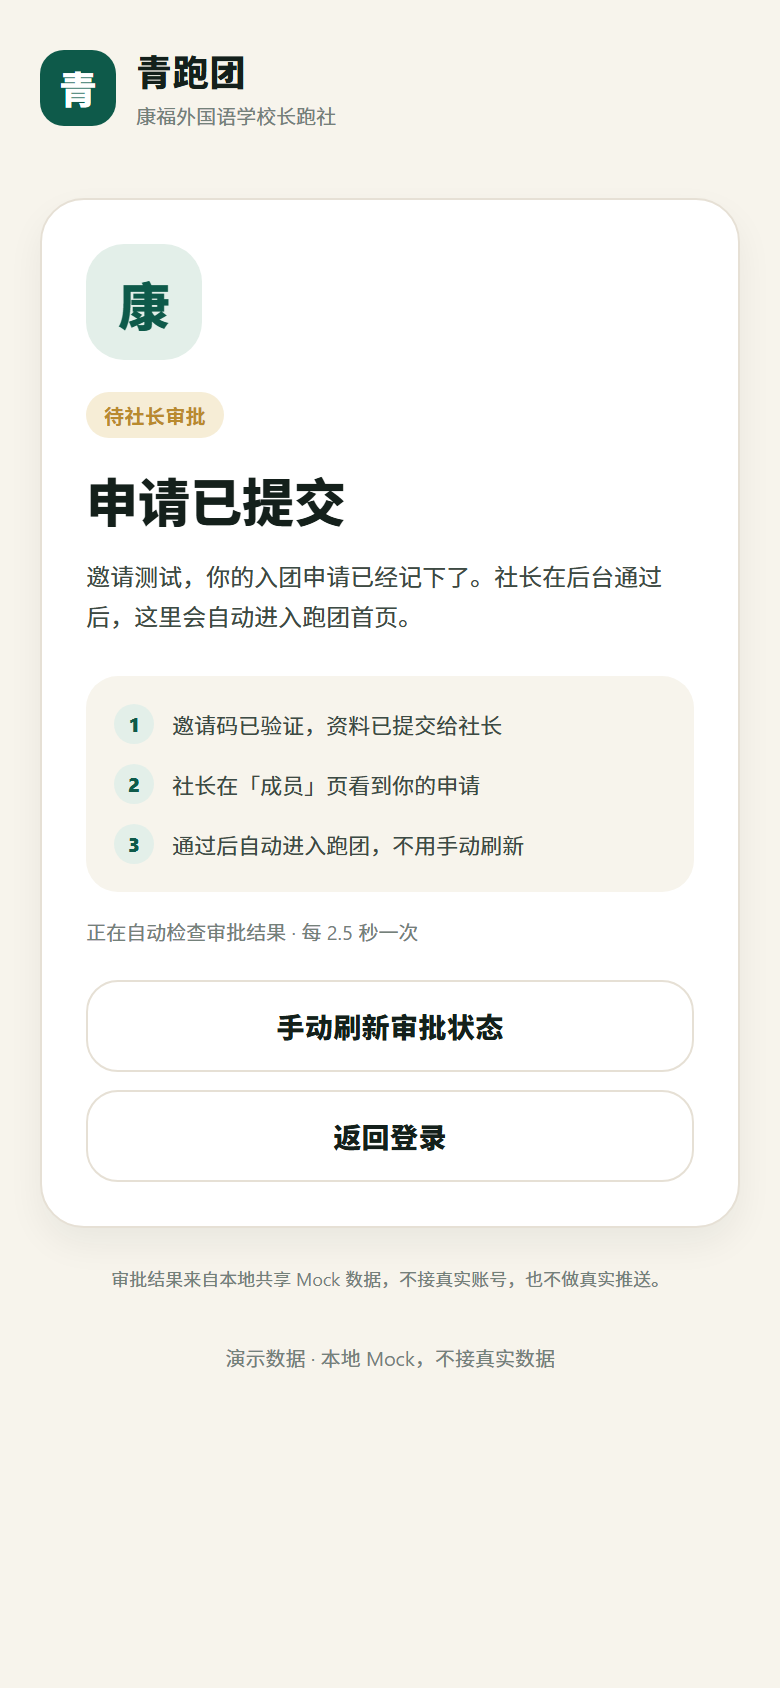 青
青跑团
康福外国语学校长跑社
康
待社长审批
申请已提交
邀请测试，你的入团申请已经记下了。社长在后台通过
后，这里会自动进入跑团首页。
1 邀请码已验证，资料已提交给社长
2 社长在「成员」页看到你的申请
3 通过后自动进入跑团，不用手动刷新
正在自动检查审批结果 · 每 2.5 秒一次
手动刷新审批状态
返回登录
审批结果来自本地共享 Mock 数据，不接真实账号，也不做真实推送。
演示数据 · 本地 Mock，不接真实数据